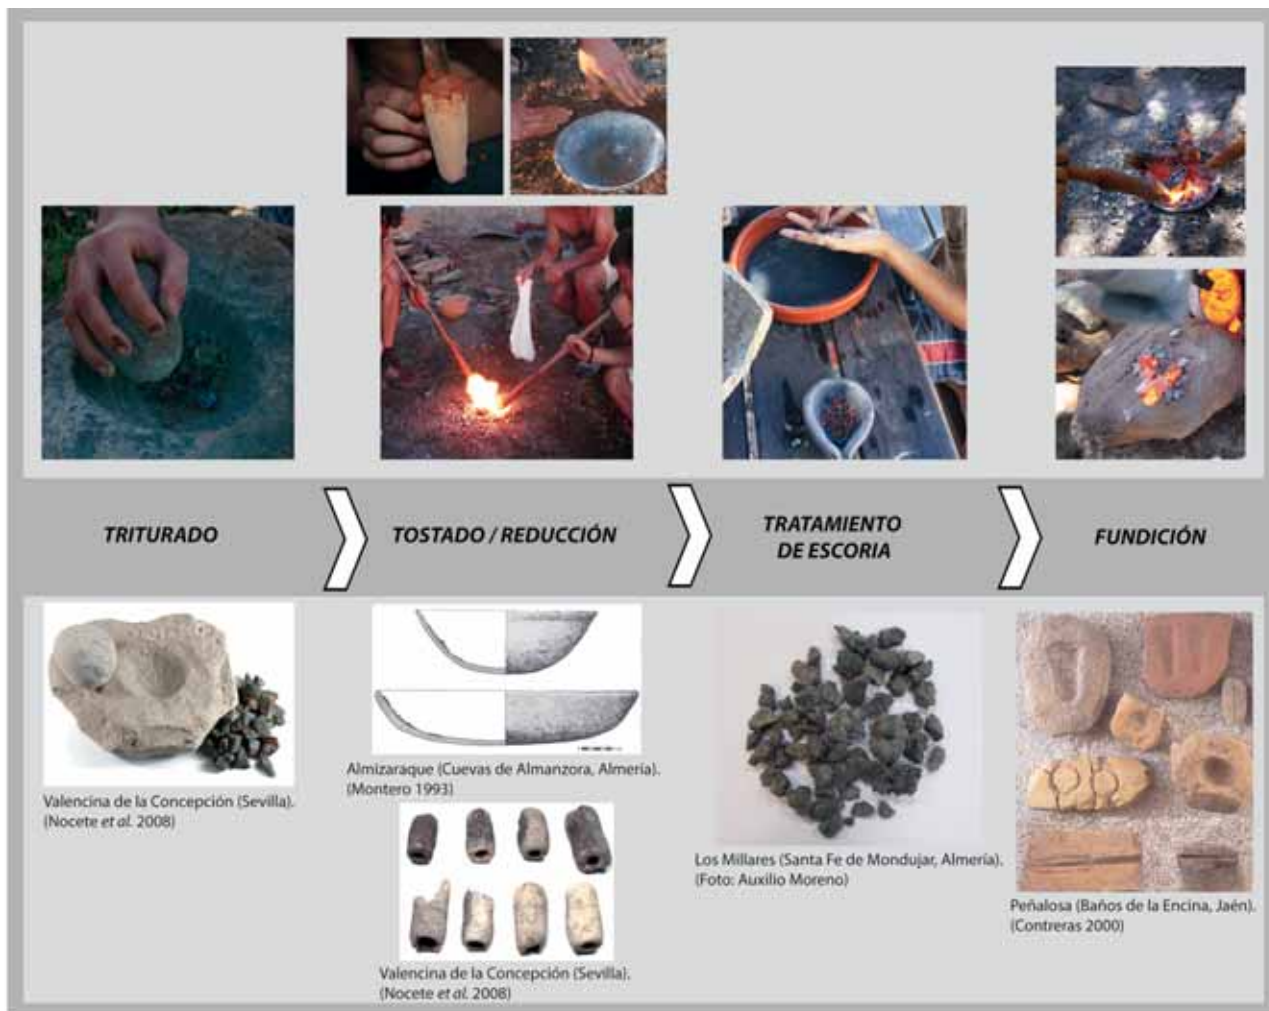 TRITURADO
TOSTADO / REDUCCIÓN
TRATAMIENTO
DE ESCORIA
FUNDICIÓN
Valencina de la Concepción (Sevilla).
(Nocete et al. 2008)
Almizaraque (Cuevas de Almanzora, Almería).
(Montero 1993)
Valencina de la Concepción (Sevilla).
(Nocete et al. 2008)
Los Millares (Santa Fe de Mondujar, Almería).
(Foto: Auxilio Moreno)
Peñalosa (Baños de la Encina, Jaén).
(Contreras 2000)